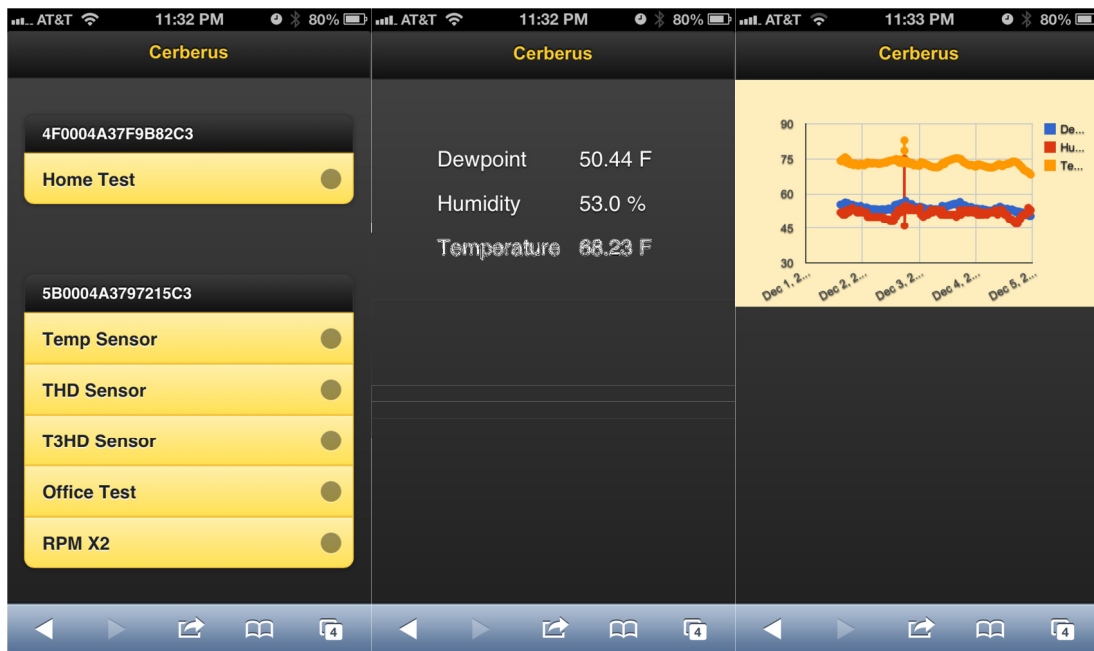 AT&T 11:32 PM 80%
Cerberus
4F0004A37F9B82C3
Home Test
5B0004A3797215C3
Temp Sensor
THD Sensor
T3HD Sensor
Office Test
RPM X2
4
AT&T 11:32 PM 80%
Cerberus
Dewpoint 50.44 F
Humidity 53.0 %
Temperature 68.23 F
4
AT&T 11:33 PM 80%
Cerberus
90
75
60
45
30
Dec 1, 2...
Dec 2, 2...
Dec 3, 2...
Dec 4, 2...
Dec 5, 2...
De...
Hu...
Te...
4